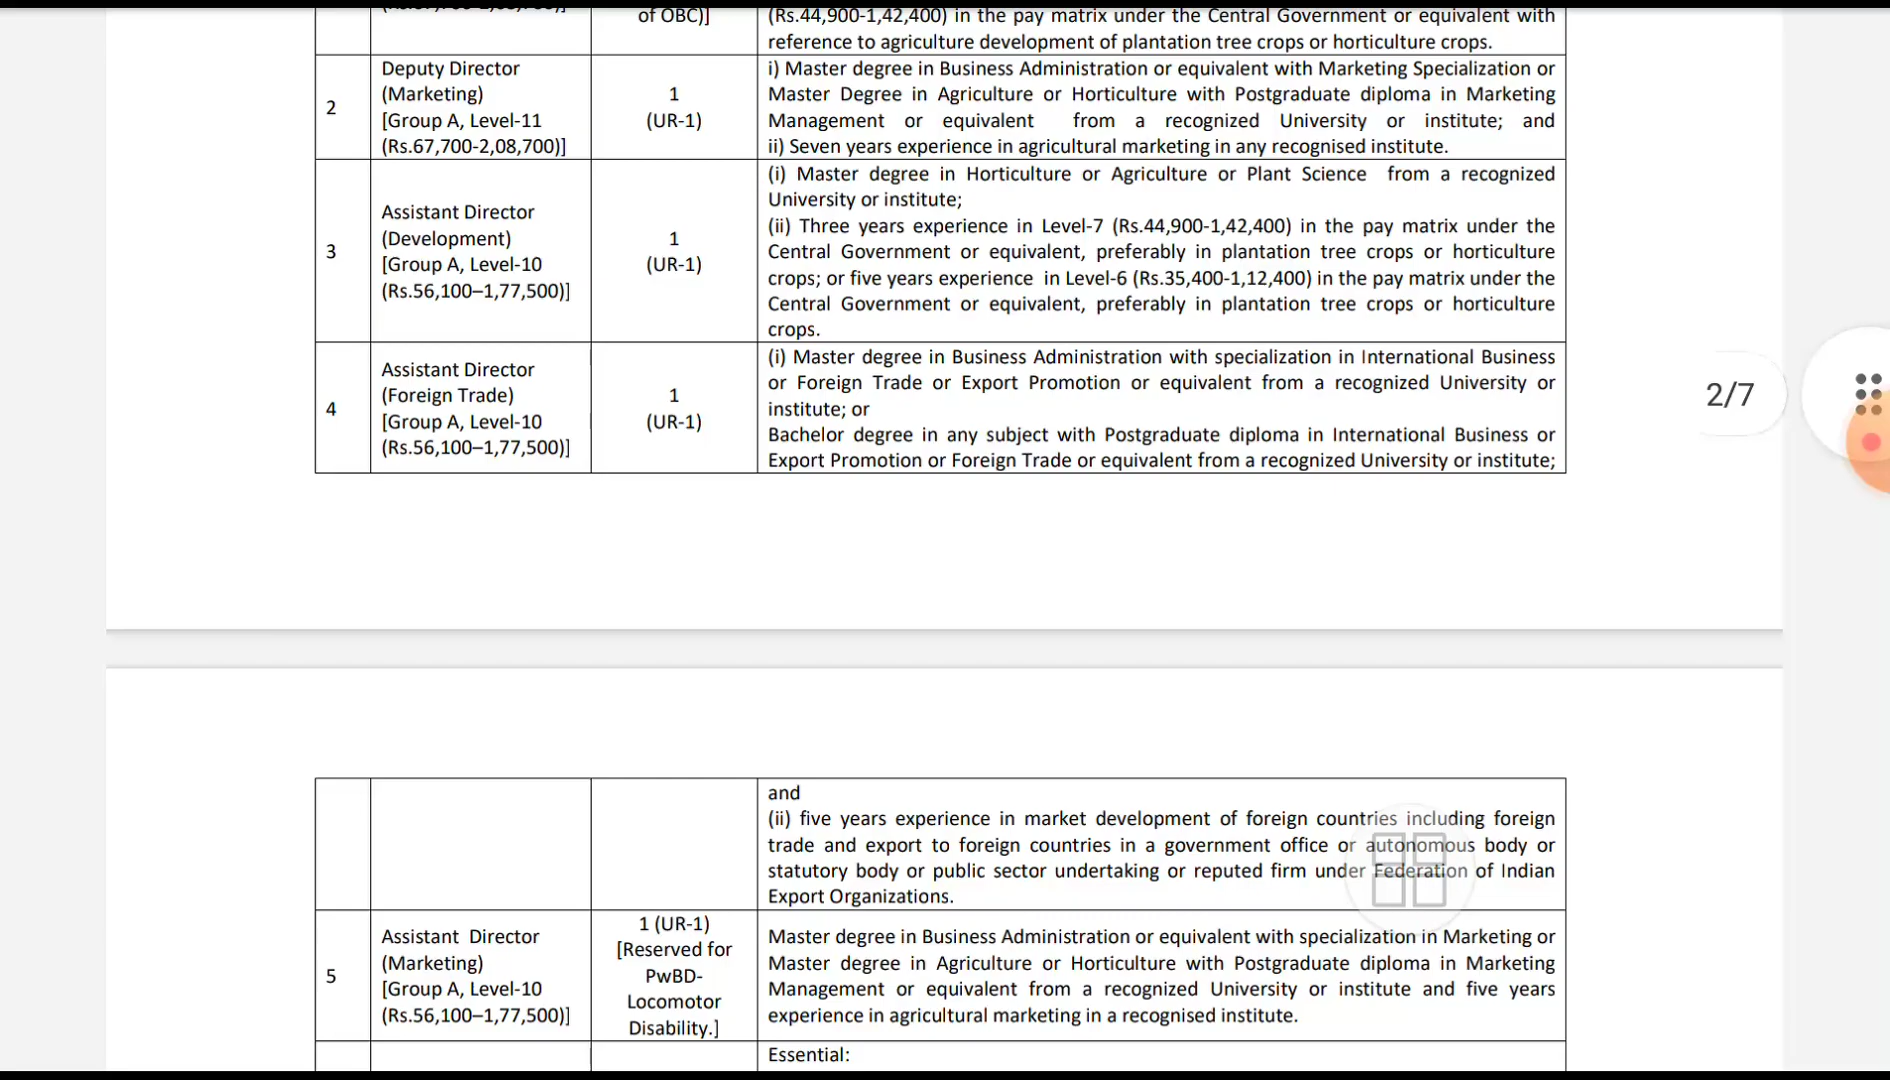 of OBC)]
(Rs.44,900-1,42,400) in the pay matrix under the Central Government or equivalent with
reference to agriculture development of plantation tree crops or horticulture crops.
2
Deputy Director
(Marketing)
[Group A, Level-11
(Rs.67,700-2,08,700)]
1
(UR-1)
i) Master degree in Business Administration or equivalent with Marketing Specialization or
Master Degree in Agriculture or Horticulture with Postgraduate diploma in Marketing
Management or equivalent from a recognized University or institute; and
ii) Seven years experience in agricultural marketing in any recognised institute.
3
Assistant Director
(Development)
[Group A, Level-10
(Rs.56,100–1,77,500)]
1
(UR-1)
(i) Master degree in Horticulture or Agriculture or Plant Science from a recognized
University or institute;
(ii) Three years experience in Level-7 (Rs.44,900-1,42,400) in the pay matrix under the
Central Government or equivalent, preferably in plantation tree crops or horticulture
crops; or five years experience in Level-6 (Rs.35,400-1,12,400) in the pay matrix under the
Central Government or equivalent, preferably in plantation tree crops or horticulture
crops.
4
Assistant Director
(Foreign Trade)
[Group A, Level-10
(Rs.56,100–1,77,500)]
1
(UR-1)
(i) Master degree in Business Administration with specialization in International Business
or Foreign Trade or Export Promotion or equivalent from a recognized University or
institute; or
Bachelor degree in any subject with Postgraduate diploma in International Business or
Export Promotion or Foreign Trade or equivalent from a recognized University or institute;
2/7
and
(ii) five years experience in market development of foreign countries including foreign
trade and export to foreign countries in a government office or autonomous body or
statutory body or public sector undertaking or reputed firm under Federation of Indian
Export Organizations.
5
Assistant Director
(Marketing)
[Group A, Level-10
(Rs.56,100–1,77,500)]
1 (UR-1)
[Reserved for
PwBD-
Locomotor
Disability.]
Master degree in Business Administration or equivalent with specialization in Marketing or
Master degree in Agriculture or Horticulture with Postgraduate diploma in Marketing
Management or equivalent from a recognized University or institute and five years
experience in agricultural marketing in a recognised institute.
Essential: